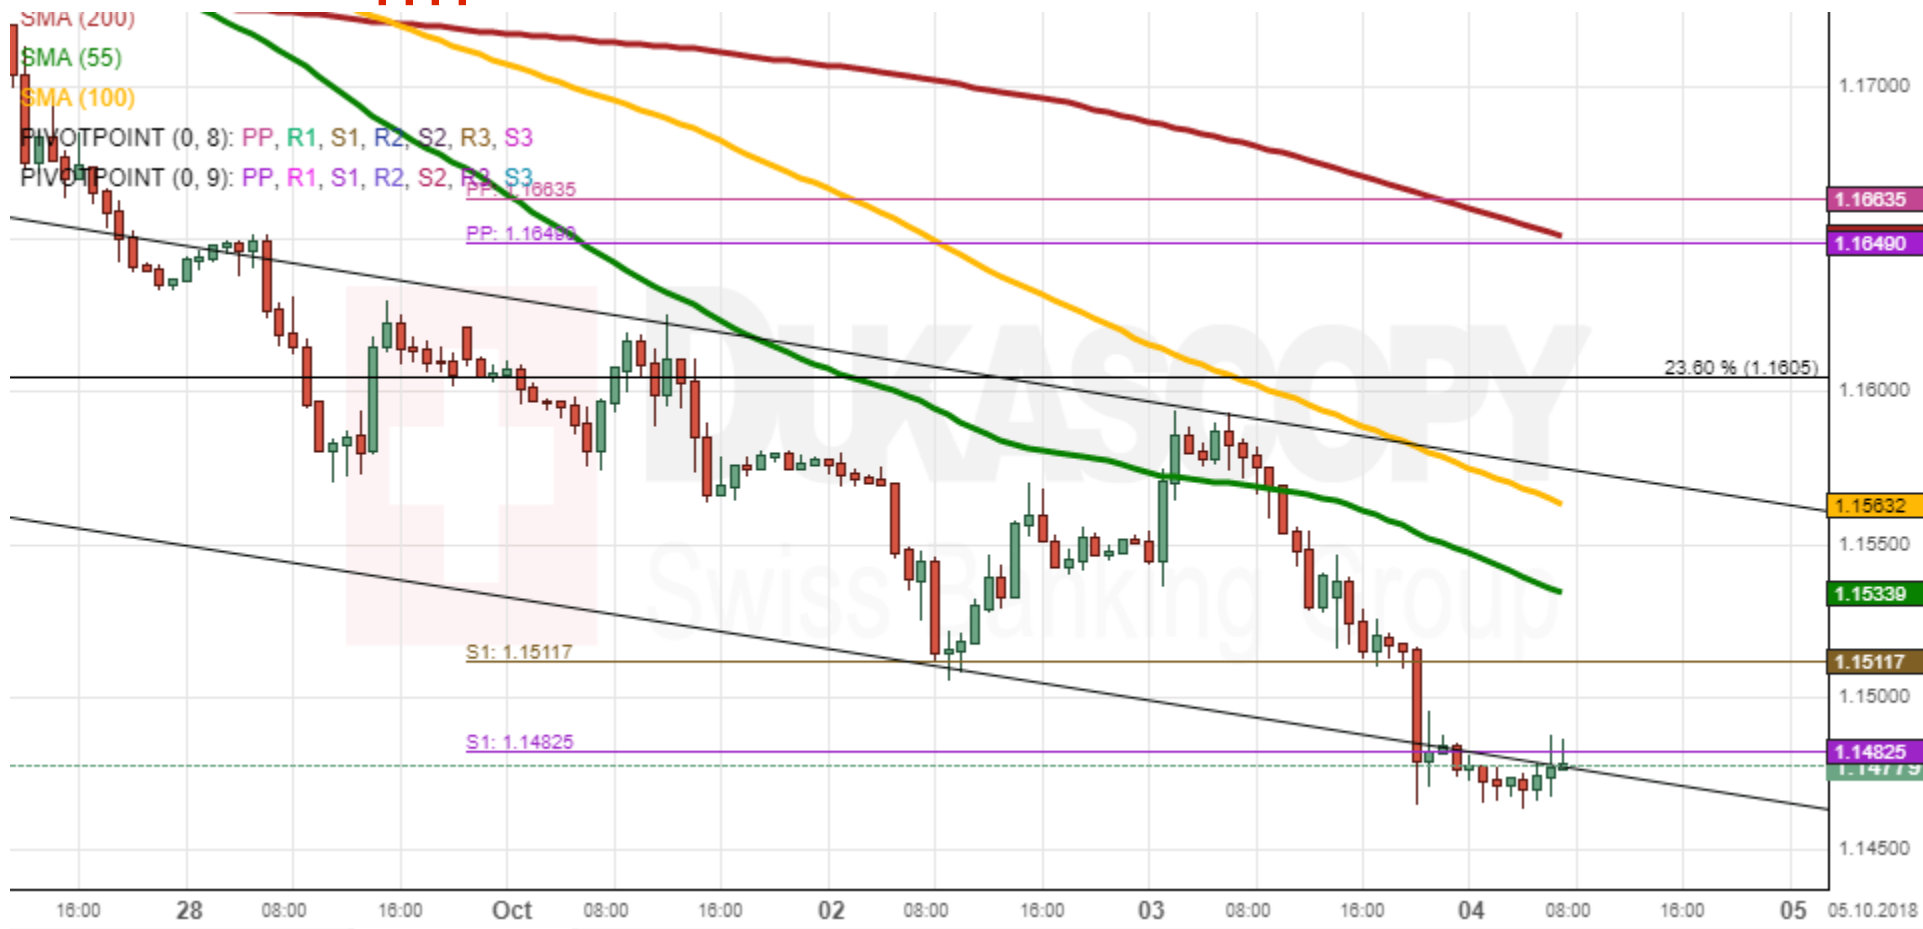 SMA (200)
SMA (55)
SMA (100)
PIVOTPOINT (0, 8): PP, R1, S1, R2, S2, R3, S3
PIVOTPOINT (0, 9): PP, R1, S1, R2, S2, R3, S3
PP: 1.16635
PP: 1.16490
23.60 % (1.1605)
S1: 1.15117
S1: 1.14825
DUKASCOPY
Swiss Banking Group
1.17000
1.16635
1.16490
1.16000
1.15632
1.15500
1.15339
1.15117
1.15000
1.14825
1.14779
1.14500
16:00 28 08:00 16:00 Oct 08:00 16:00 02 08:00 16:00 03 08:00 16:00 04 08:00 16:00 05 05.10.2018